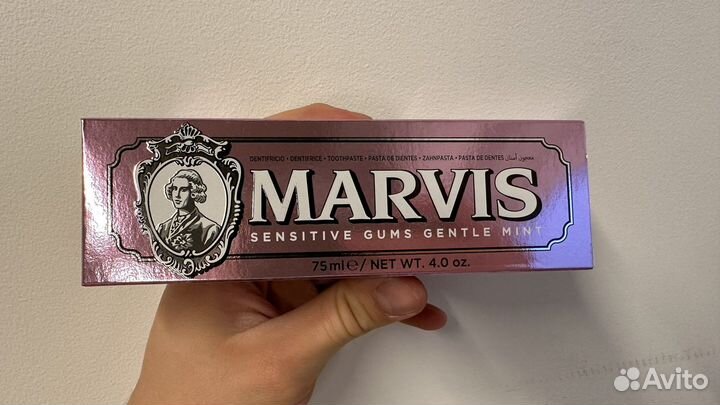 DENTIFRICIO • DENTIFRICE • TOOTHPASTE • PASTA DE DIENTES • ZAHNPASTA • PASTA DE DENTES معجون أسنان
MARVIS
SENSITIVE GUMS GENTLE MINT
75ml℮/ NET WT. 4.0 oz.
Avito